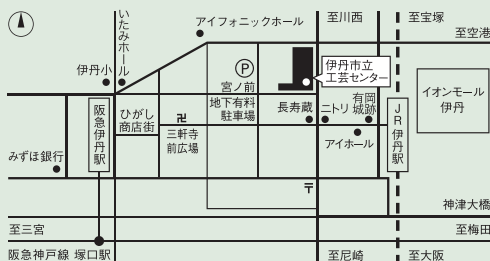 至川西
至宝塚
いたみホール
アイフォニックホール
至空港
伊丹小
P
伊丹市立
工芸センター
宮ノ前
地下有料
駐車場
イオンモール
伊丹
阪急伊丹駅
ひがし
商店街
長寿蔵
ニトリ
有岡
城跡
JR伊丹駅
三軒寺
前広場
アイホール
みずほ銀行
〒
神津大橋
至三宮
至梅田
阪急神戸線
塚口駅
至尼崎
至大阪